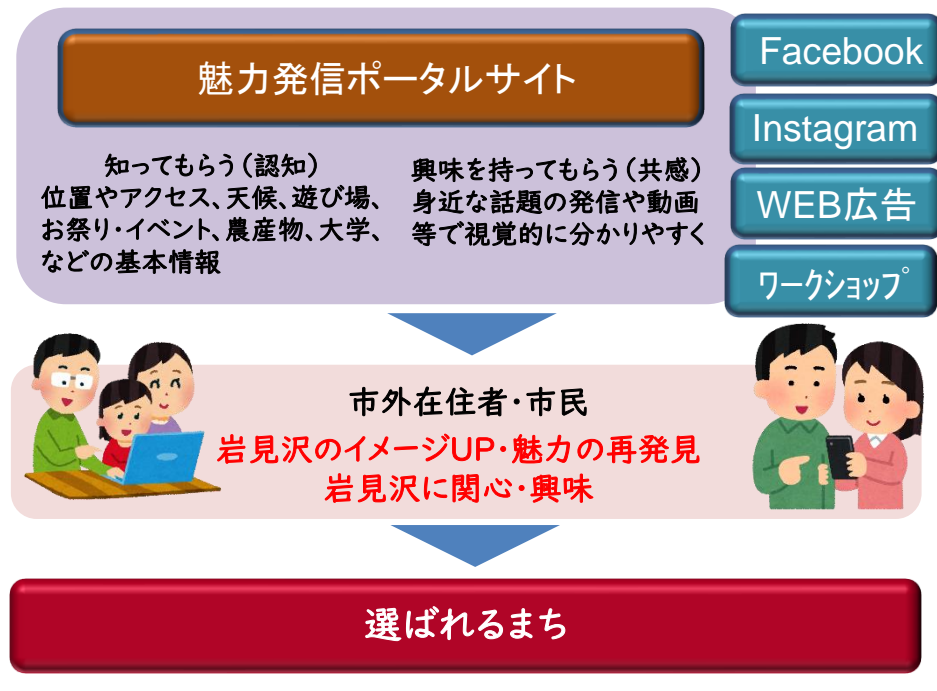 魅力発信ポータルサイト
Facebook
Instagram
WEB広告
ワークショップ
知ってもらう(認知)
位置やアクセス、天候、遊び場、
お祭り・イベント、農産物、大学、
などの基本情報
興味を持ってもらう(共感)
身近な話題の発信や動画
等で視覚的に分かりやすく
市外在住者・市民
岩見沢のイメージUP・魅力の再発見
岩見沢に関心・興味
選ばれるまち